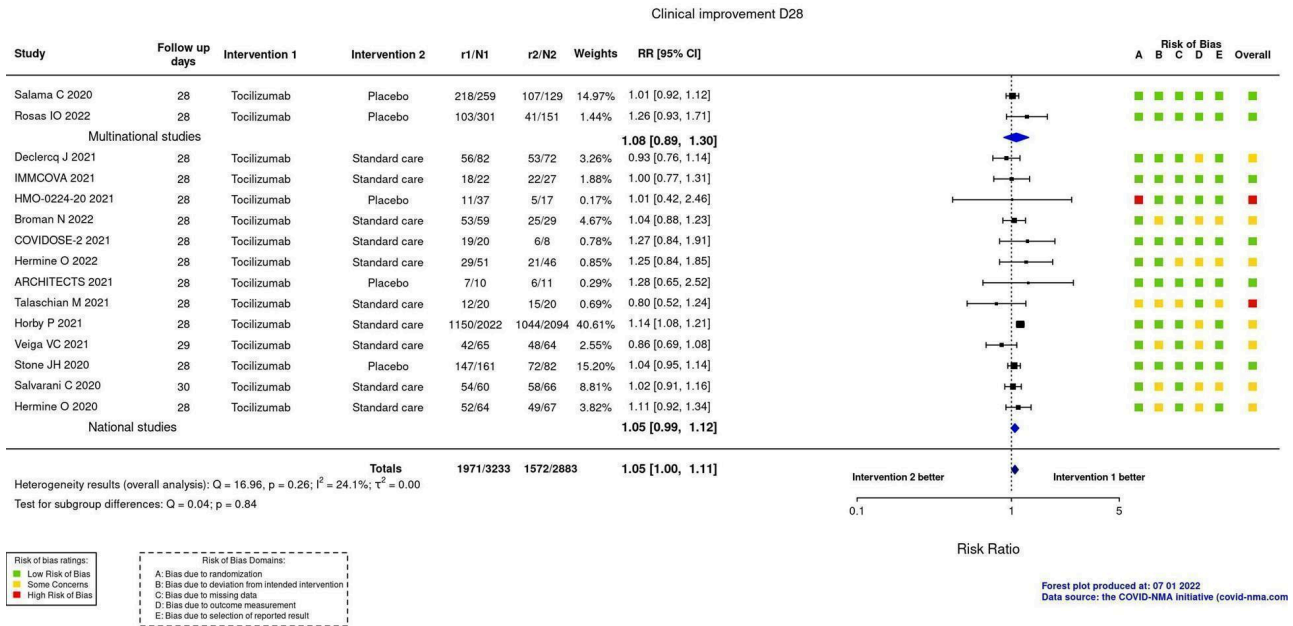 Clinical improvement D28
Study Follow up days Intervention 1 Intervention 2 r1/N1 r2/N2 Weights RR [95% CI] Risk of Bias A B C D E Overall
Salama C 2020 28 Tocilizumab Placebo 218/259 107/129 14.97% 1.01 [0.92, 1.12]
Rosas IO 2022 28 Tocilizumab Placebo 103/301 41/151 1.44% 1.26 [0.93, 1.71]
Multinational studies 1.08 [0.89, 1.30]
Declercq J 2021 28 Tocilizumab Standard care 56/82 53/72 3.26% 0.93 [0.76, 1.14]
IMMCOVA 2021 28 Tocilizumab Standard care 18/22 22/27 1.88% 1.00 [0.77, 1.31]
HMO-0224-20 2021 28 Tocilizumab Placebo 11/37 5/17 0.17% 1.01 [0.42, 2.46]
Broman N 2022 28 Tocilizumab Standard care 53/59 25/29 4.67% 1.04 [0.88, 1.23]
COVIDOSE-2 2021 28 Tocilizumab Standard care 19/20 6/8 0.78% 1.27 [0.84, 1.91]
Hermine O 2022 28 Tocilizumab Standard care 29/51 21/46 0.85% 1.25 [0.84, 1.85]
ARCHITECTS 2021 28 Tocilizumab Placebo 7/10 6/11 0.29% 1.28 [0.65, 2.52]
Talaschian M 2021 28 Tocilizumab Standard care 12/20 15/20 0.69% 0.80 [0.52, 1.24]
Horby P 2021 28 Tocilizumab Standard care 1150/2022 1044/2094 40.61% 1.14 [1.08, 1.21]
Veiga VC 2021 29 Tocilizumab Standard care 42/65 48/64 2.55% 0.86 [0.69, 1.08]
Stone JH 2020 28 Tocilizumab Placebo 147/161 72/82 15.20% 1.04 [0.95, 1.14]
Salvarani C 2020 30 Tocilizumab Standard care 54/60 58/66 8.81% 1.02 [0.91, 1.16]
Hermine O 2020 28 Tocilizumab Standard care 52/64 49/67 3.82% 1.11 [0.92, 1.34]
National studies 1.05 [0.99, 1.12]
Totals 1971/3233 1572/2883 1.05 [1.00, 1.11]
Heterogeneity results (overall analysis): Q = 16.96, p = 0.26; I² = 24.1%; τ² = 0.00
Test for subgroup differences: Q = 0.04; p = 0.84
Intervention 2 better Intervention 1 better
0.1 1 5
Risk Ratio
Risk of bias ratings:
Low Risk of Bias
Some Concerns
High Risk of Bias
Risk of Bias Domains:
A: Bias due to randomization
B: Bias due to deviation from intended intervention
C: Bias due to missing data
D: Bias due to outcome measurement
E: Bias due to selection of reported result
Forest plot produced at: 07 01 2022
Data source: the COVID-NMA initiative (covid-nma.com